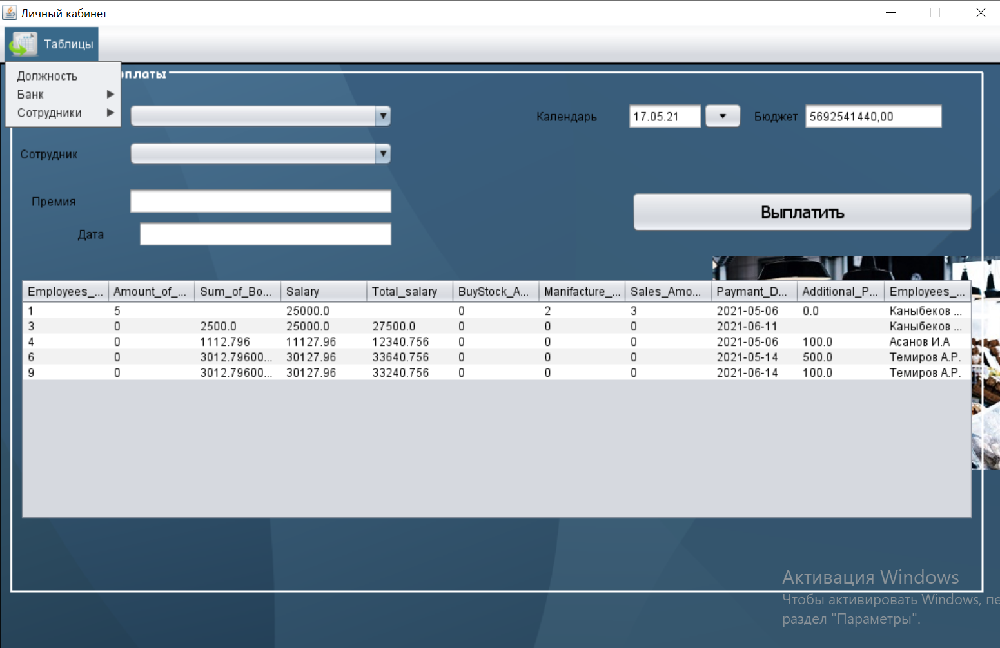 Личный кабинет
Таблицы
Должность
Банк
Сотрудники
Календарь 17.05.21 Бюджет 5692541440,00
Сотрудник
Премия
Выплатить
Дата
Employees_... Amount_of_... Sum_of_Bo... Salary Total_salary BuyStock_A... Manifacture_... Sales_Amo... Paymant_D... Additional_P... Employees_...
1 5 25000.0 0 2 3 2021-05-06 0.0 Каныбеков ...
3 0 2500.0 25000.0 27500.0 0 0 0 2021-06-11 Каныбеков ...
4 0 1112.796 11127.96 12340.756 0 0 0 2021-05-06 100.0 Асанов И.А
6 0 3012.79600... 30127.96 33640.756 0 0 0 2021-05-14 500.0 Темиров А.Р.
9 0 3012.79600... 30127.96 33240.756 0 0 0 2021-06-14 100.0 Темиров А.Р.
Активация Windows
Чтобы активировать Windows, пе
раздел "Параметры".